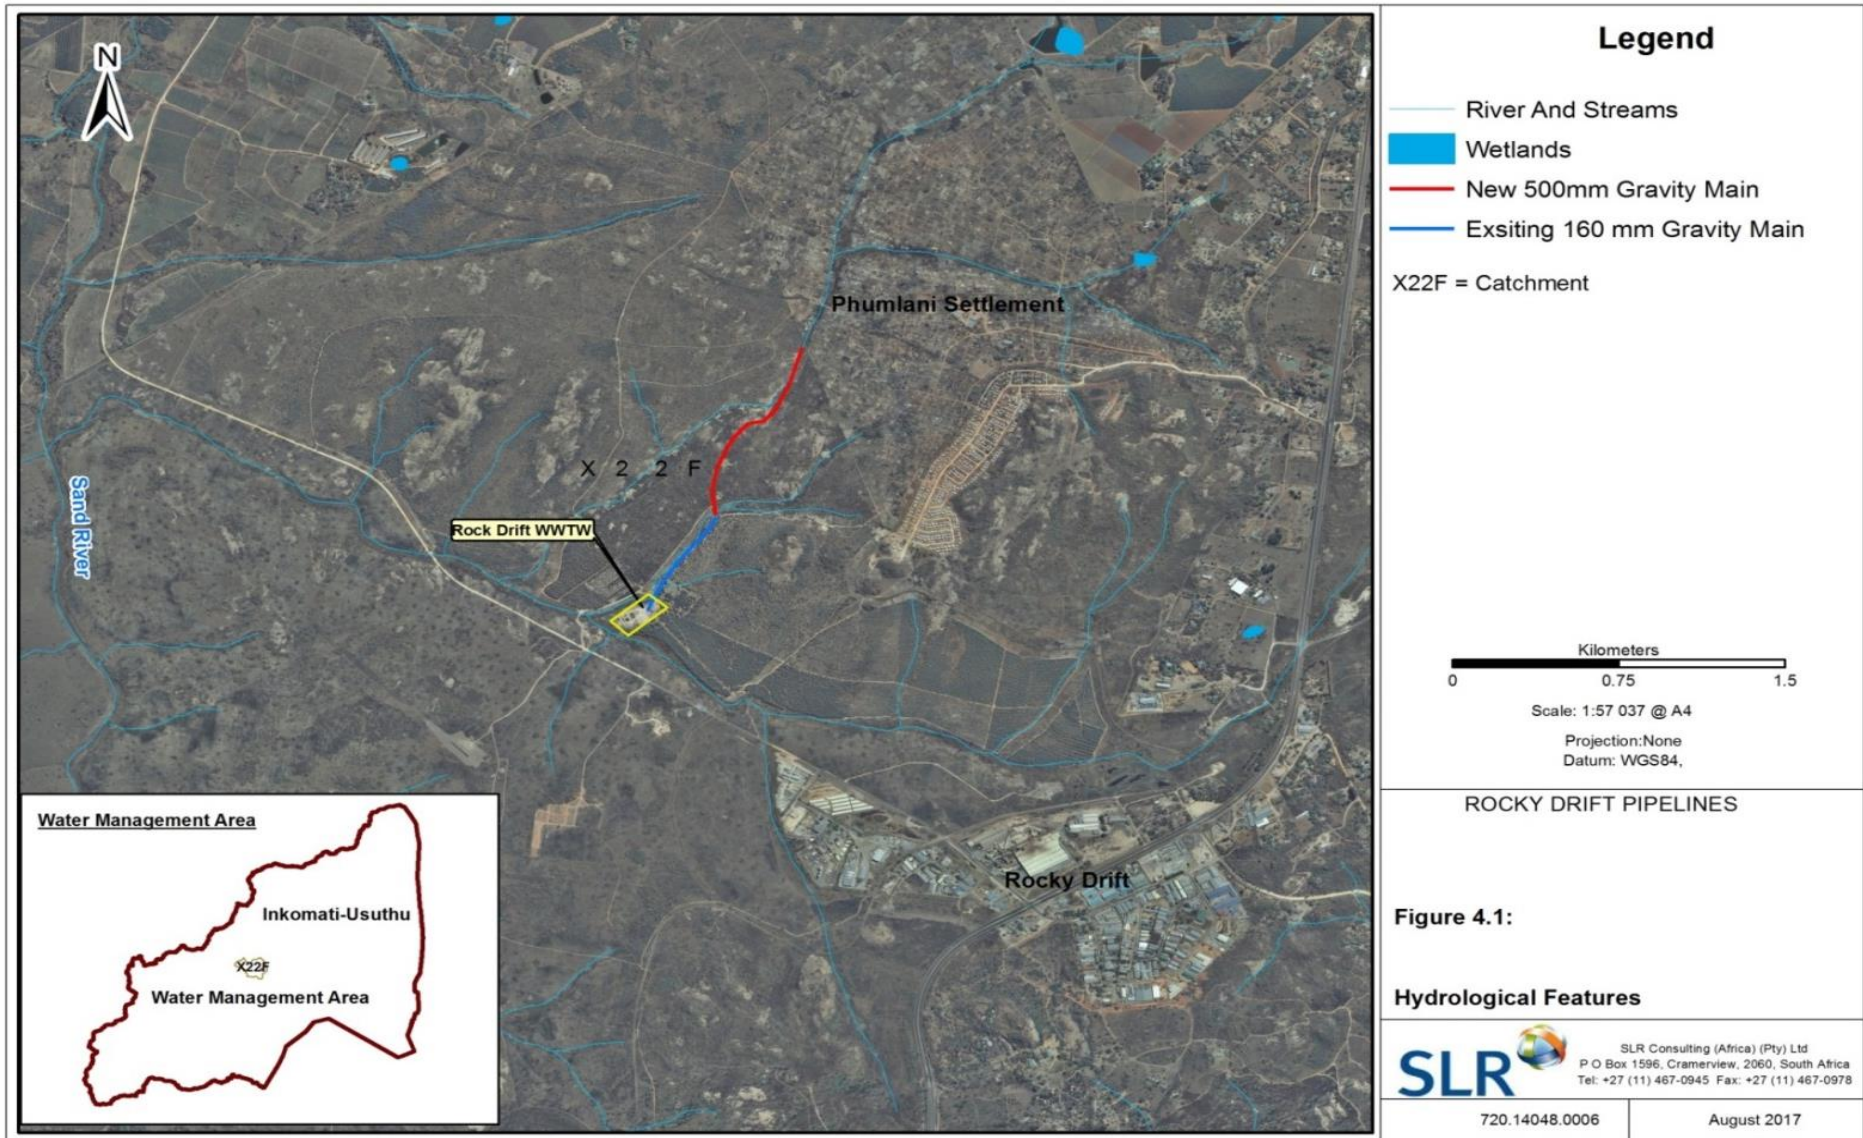 N
Phumlani Settlement
X 2 2 F
Rock Drift WWTW
Sand River
Rocky Drift
Water Management Area
Inkomati-Usuthu
X22F
Water Management Area
Legend
River And Streams
Wetlands
New 500mm Gravity Main
Exsiting 160 mm Gravity Main
X22F = Catchment
Kilometers
0 0.75 1.5
Scale: 1:57 037 @ A4
Projection:None
Datum: WGS84,
ROCKY DRIFT PIPELINES
Figure 4.1:
Hydrological Features
SLR
SLR Consulting (Africa) (Pty) Ltd
P O Box 1596, Cramerview, 2060, South Africa
Tel: +27 (11) 467-0945 Fax: +27 (11) 467-0978
720.14048.0006
August 2017